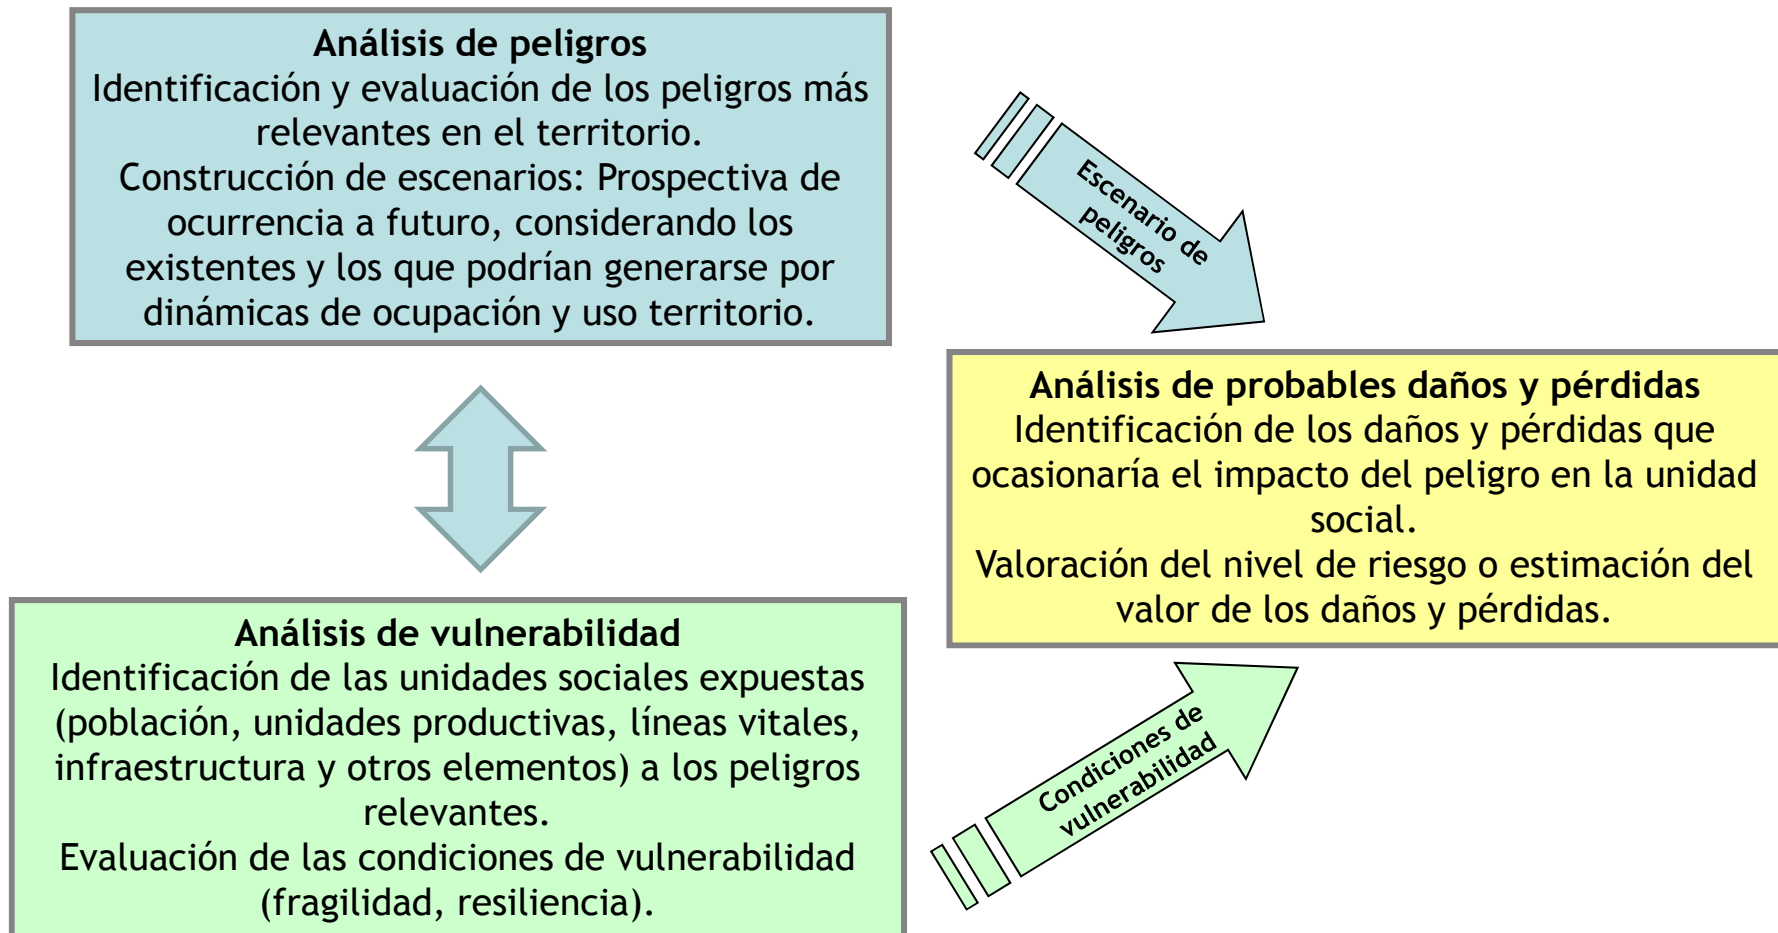 Análisis de peligros
Identificación y evaluación de los peligros más
relevantes en el territorio.
Construcción de escenarios: Prospectiva de
ocurrencia a futuro, considerando los
existentes y los que podrían generarse por
dinámicas de ocupación y uso territorio.
Escenario de
peligros
Análisis de probables daños y pérdidas
Identificación de los daños y pérdidas que
ocasionaría el impacto del peligro en la unidad
social.
Valoración del nivel de riesgo o estimación del
valor de los daños y pérdidas.
Análisis de vulnerabilidad
Identificación de las unidades sociales expuestas
(población, unidades productivas, líneas vitales,
infraestructura y otros elementos) a los peligros
relevantes.
Evaluación de las condiciones de vulnerabilidad
(fragilidad, resiliencia).
Condiciones de
vulnerabilidad